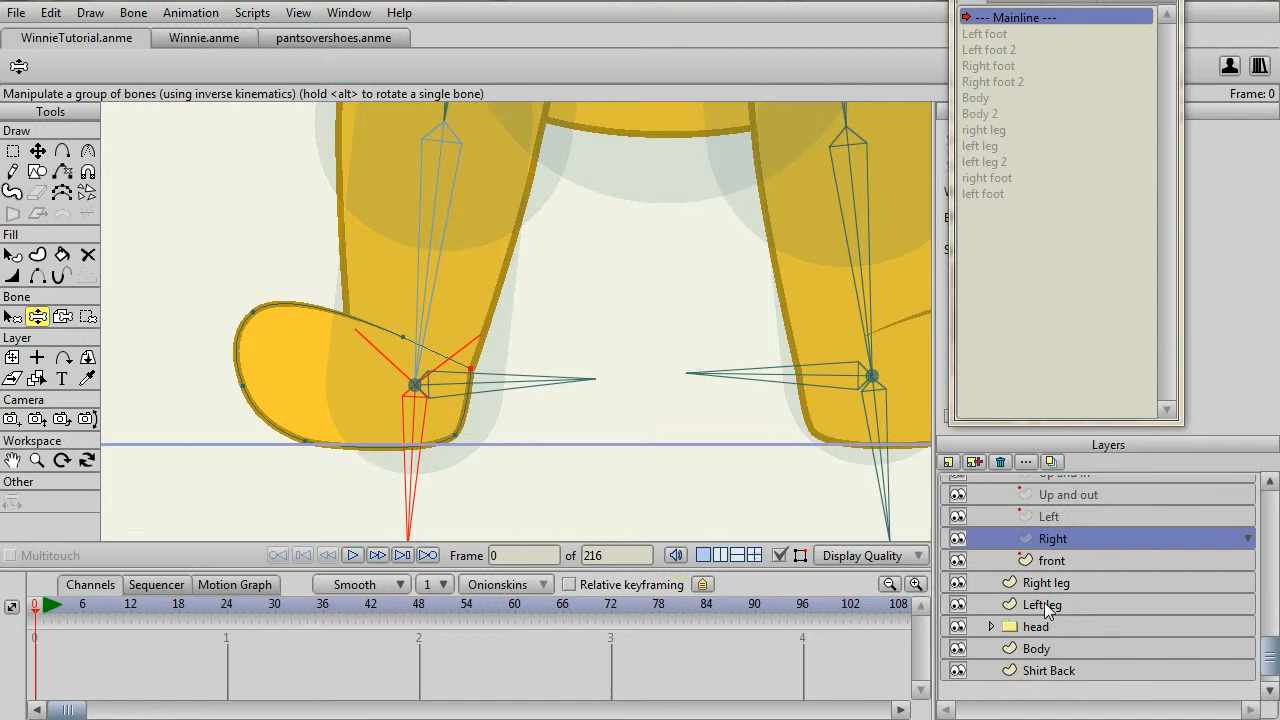 File Edit Draw Bone Animation Scripts View Window Help
WinnieTutorial.anme Winnie.anme pantsovershoes.anme
Manipulate a group of bones (using inverse kinematics) (hold <alt> to rotate a single bone)
Frame: 0
Tools
Draw
Fill
Bone
Layer
Camera
Workspace
Other
--- Mainline ---
Left foot
Left foot 2
Right foot
Right foot 2
Body
Body 2
right leg
left leg
left leg 2
right foot
left foot
Layers
Up and in
Up and out
Left
Right
front
Right leg
Left leg
head
Body
Shirt Back
Multitouch
Frame 0 of 216
Display Quality
Channels Sequencer Motion Graph Smooth 1 Onionskins Relative keyframing
0 6 12 18 24 30 36 42 48 54 60 66 72 78 84 90 96 102 108
0 1 2 3 4